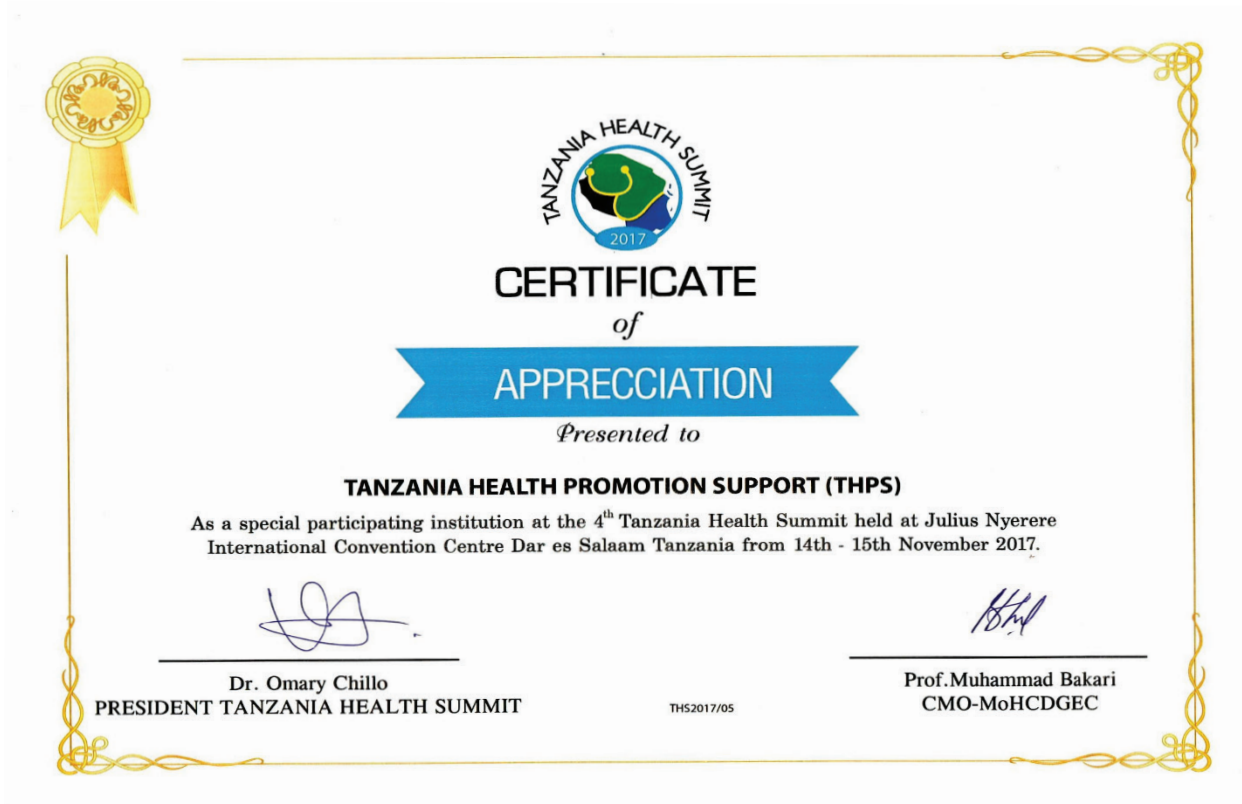 TANZANIA HEALTH SUMMIT
2017
CERTIFICATE
of
APPRECCIATION
Presented to
TANZANIA HEALTH PROMOTION SUPPORT (THPS)
As a special participating institution at the 4th Tanzania Health Summit held at Julius Nyerere
International Convention Centre Dar es Salaam Tanzania from 14th - 15th November 2017.
Dr. Omary Chillo
PRESIDENT TANZANIA HEALTH SUMMIT
THS2017/05
Prof.Muhammad Bakari
CMO-MoHCDGEC